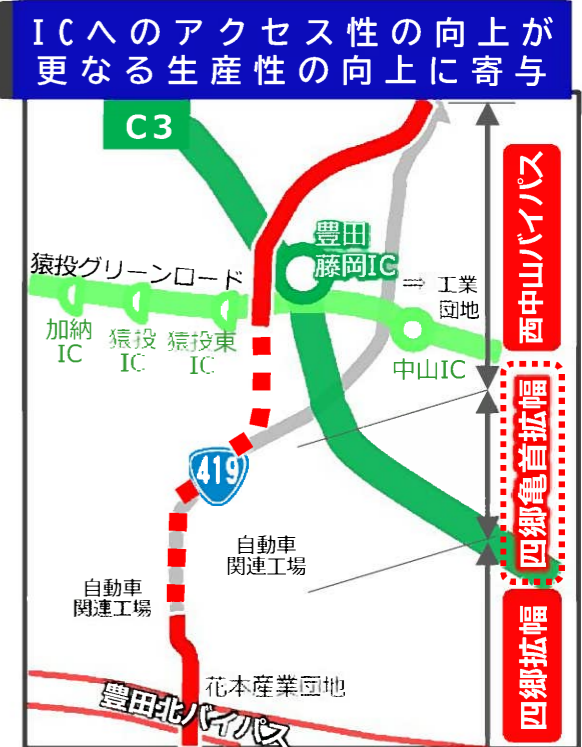 ICへのアクセス性の向上が
更なる生産性の向上に寄与
C3
豊田
藤岡IC
猿投グリーンロード
⇒ 工業
団地
加納
IC
猿投
IC
猿投東
IC
中山IC
西中山バイパス
四郷亀首拡幅
419
自動車
関連工場
自動車
関連工場
四郷拡幅
花本産業団地
豊田北バイパス